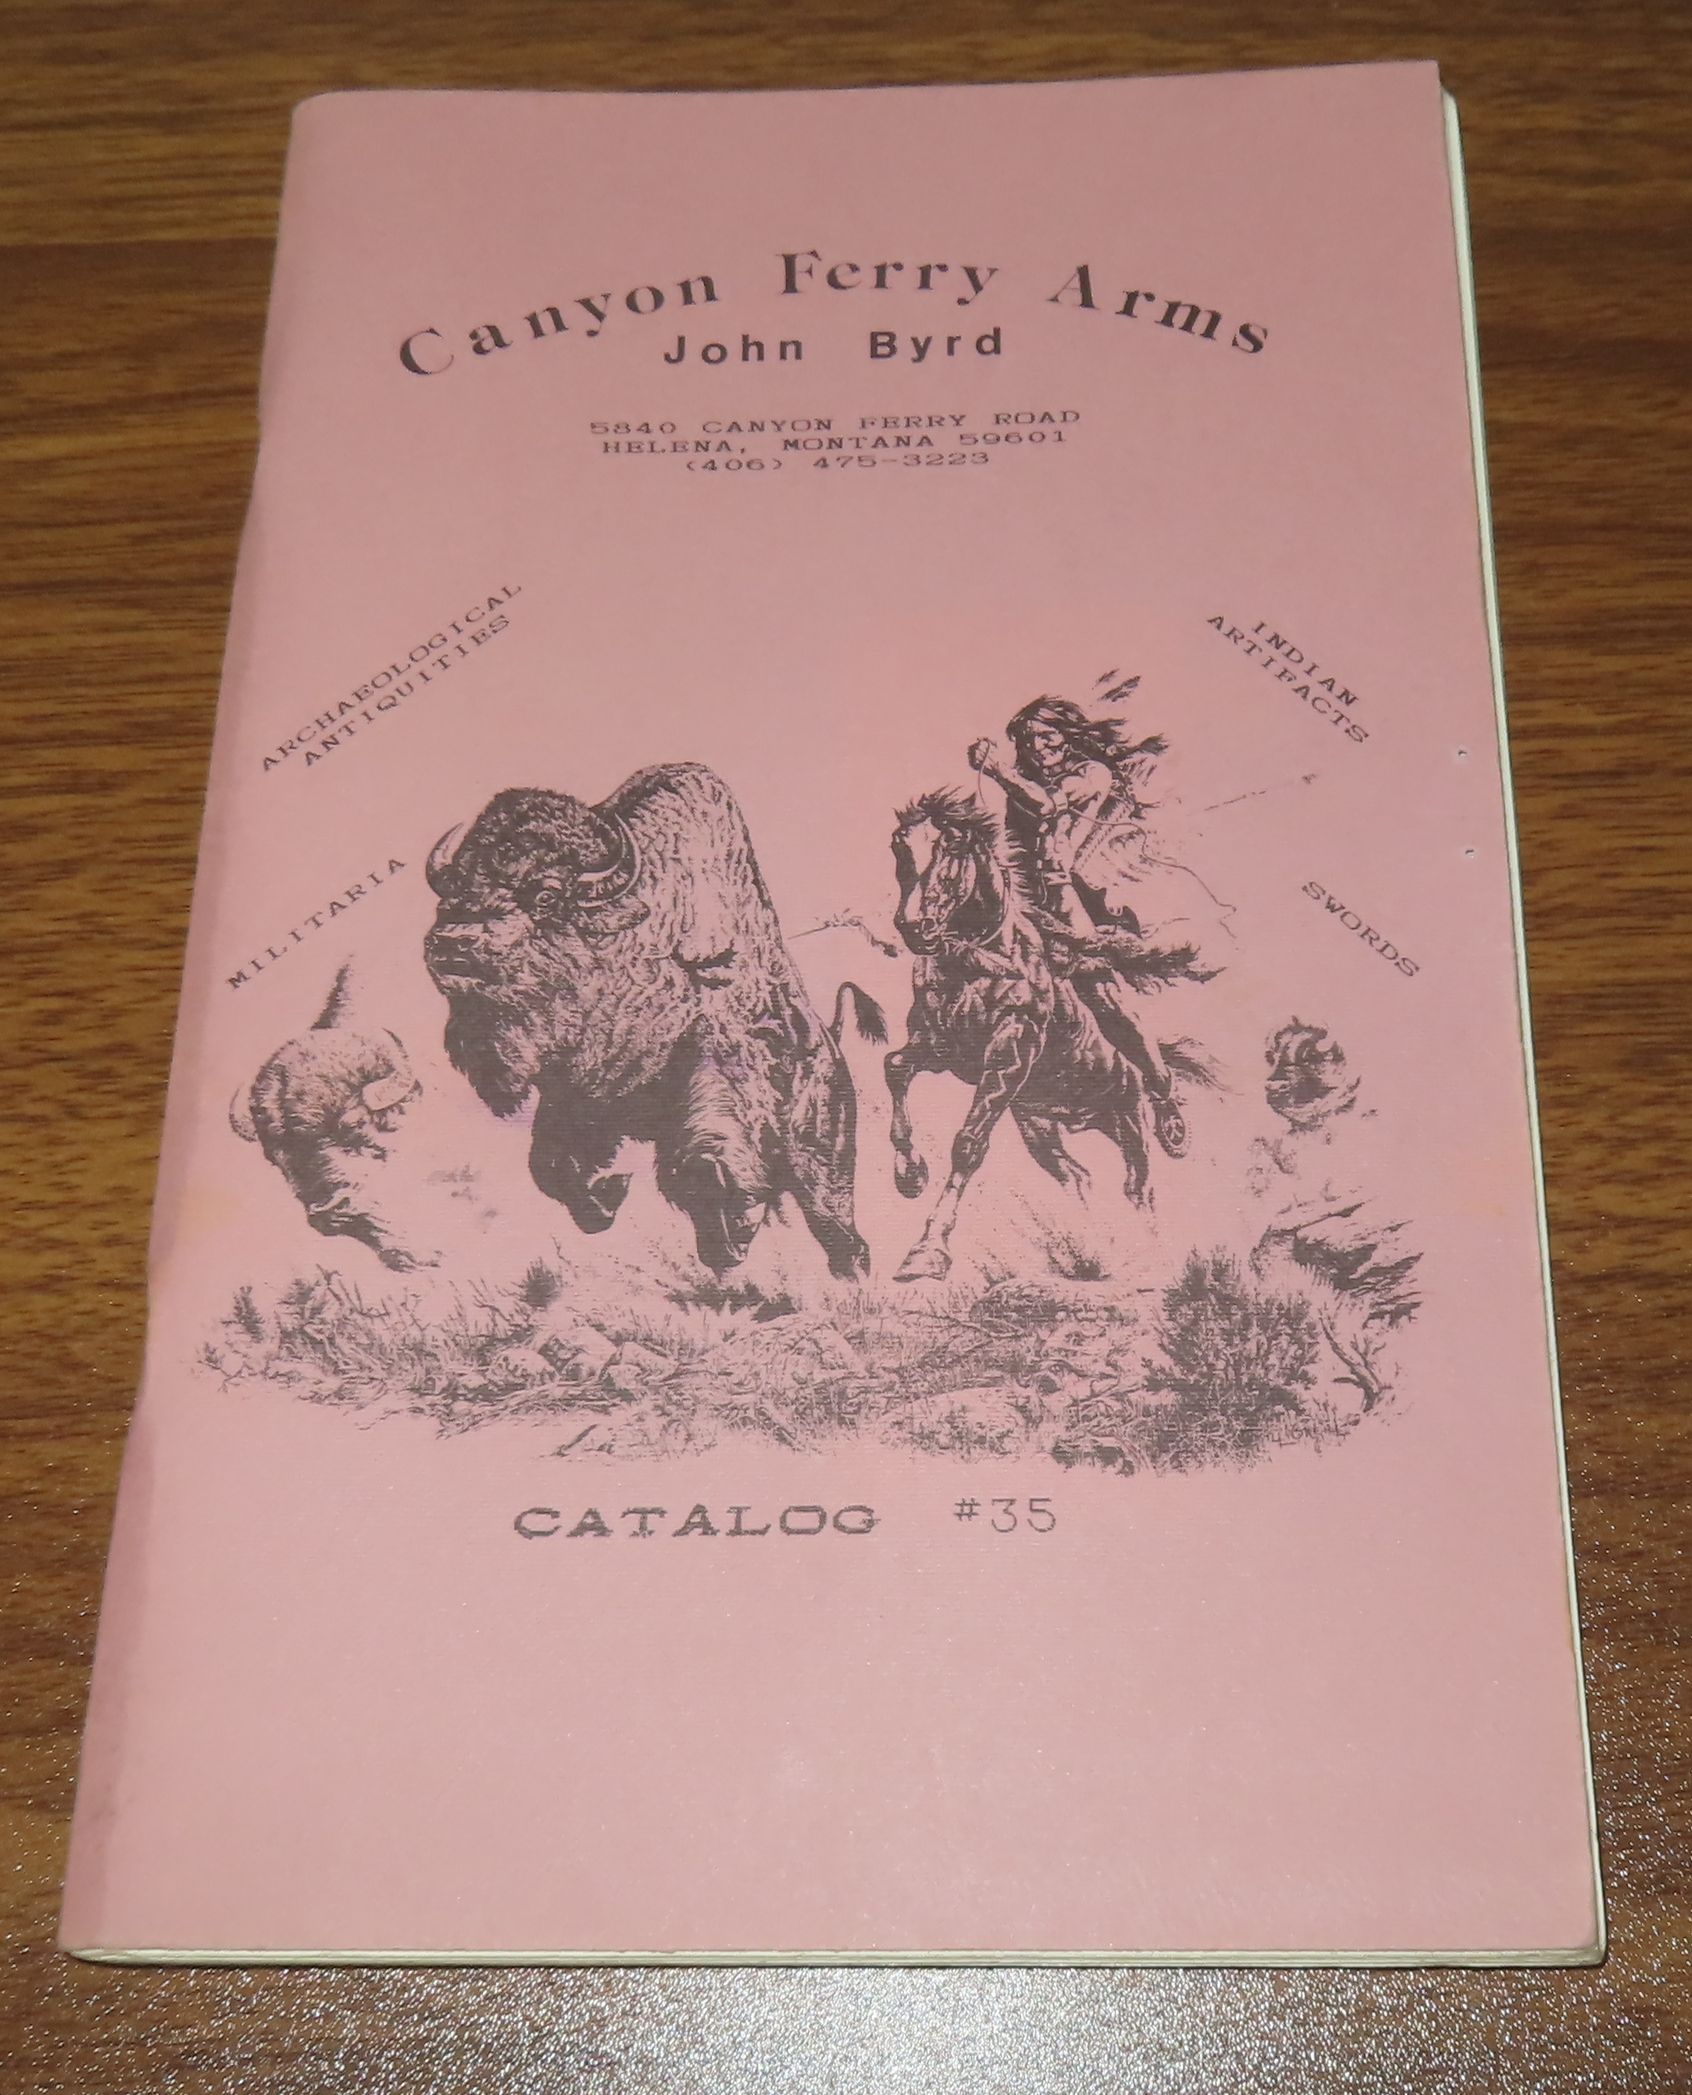 Canyon Ferry Arms
John Byrd
5840 CANYON FERRY ROAD
HELENA, MONTANA 59601
(406) 475-3223
ARCHAEOLOGICAL
ANTIQUITIES
INDIAN
ARTIFACTS
MILITARIA
SWORDS
CATALOG #35